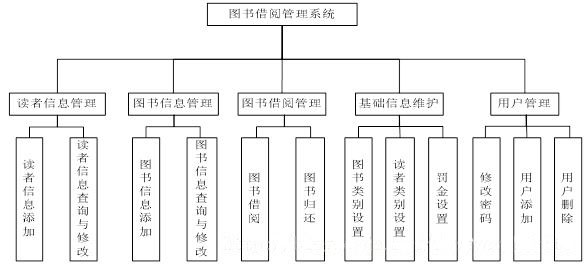 图书借阅管理系统
读者信息管理
图书信息管理
图书借阅管理
基础信息维护
用户管理
读者信息添加
读者信息查询与修改
图书信息添加
图书信息查询与修改
图书借阅
图书归还
图书类别设置
读者类别设置
罚金设置
修改密码
用户添加
用户删除